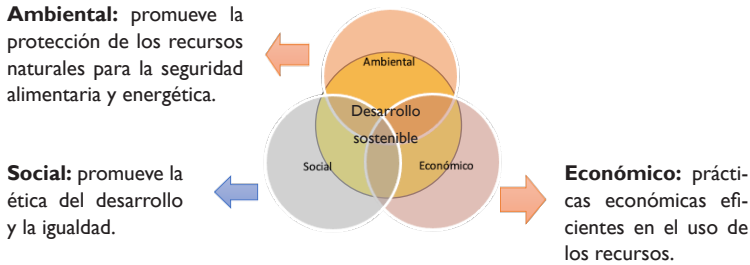 Ambiental: promueve la
protección de los recursos
naturales para la seguridad
alimentaria y energética.
Ambiental
Desarrollo
sostenible
Social
Económico
Social: promueve la
ética del desarrollo
y la igualdad.
Económico: prácti-
cas económicas efi-
cientes en el uso de
los recursos.